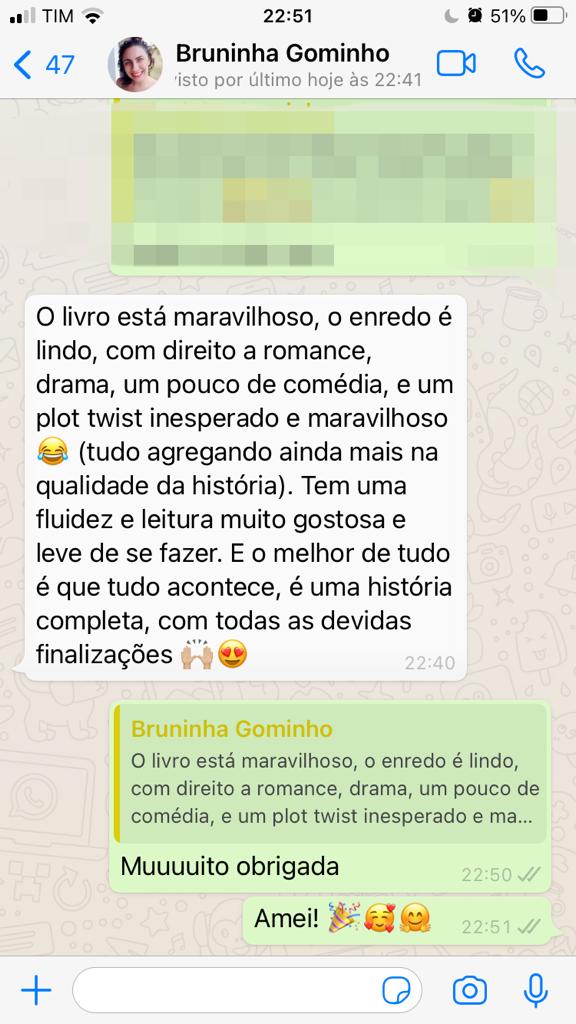 TIM
22:51
51%
47
Bruninha Gominho
isto por último hoje às 22:41
O livro está maravilhoso, o enredo é
lindo, com direito a romance,
drama, um pouco de comédia, e um
plot twist inesperado e maravilhoso
😂 (tudo agregando ainda mais na
qualidade da história). Tem uma
fluidez e leitura muito gostosa e
leve de se fazer. E o melhor de tudo
é que tudo acontece, é uma história
completa, com todas as devidas
finalizações 🙌🏼😍
22:40
Bruninha Gominho
O livro está maravilhoso, o enredo é lindo,
com direito a romance, drama, um pouco de
comédia, e um plot twist inesperado e ma...
Muuuuito obrigada
22:50
Amei! 🎉🥰🤗
22:51